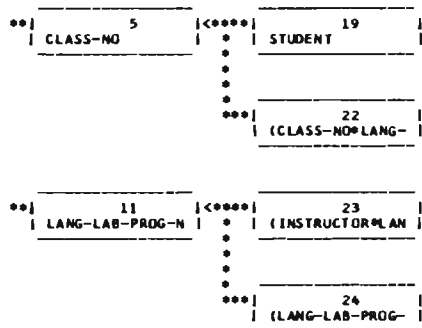 **| 5 |<****| 19 |
| CLASS-NO | * | STUDENT |
*
*
*
*
***| 22 |
| (CLASS-NO*LANG- |
**| 11 |<****| 23 |
| LANG-LAB-PROG-N | * | (INSTRUCTOR*LAN |
*
*
*
*
***| 24 |
| (LANG-LAB-PROG- |